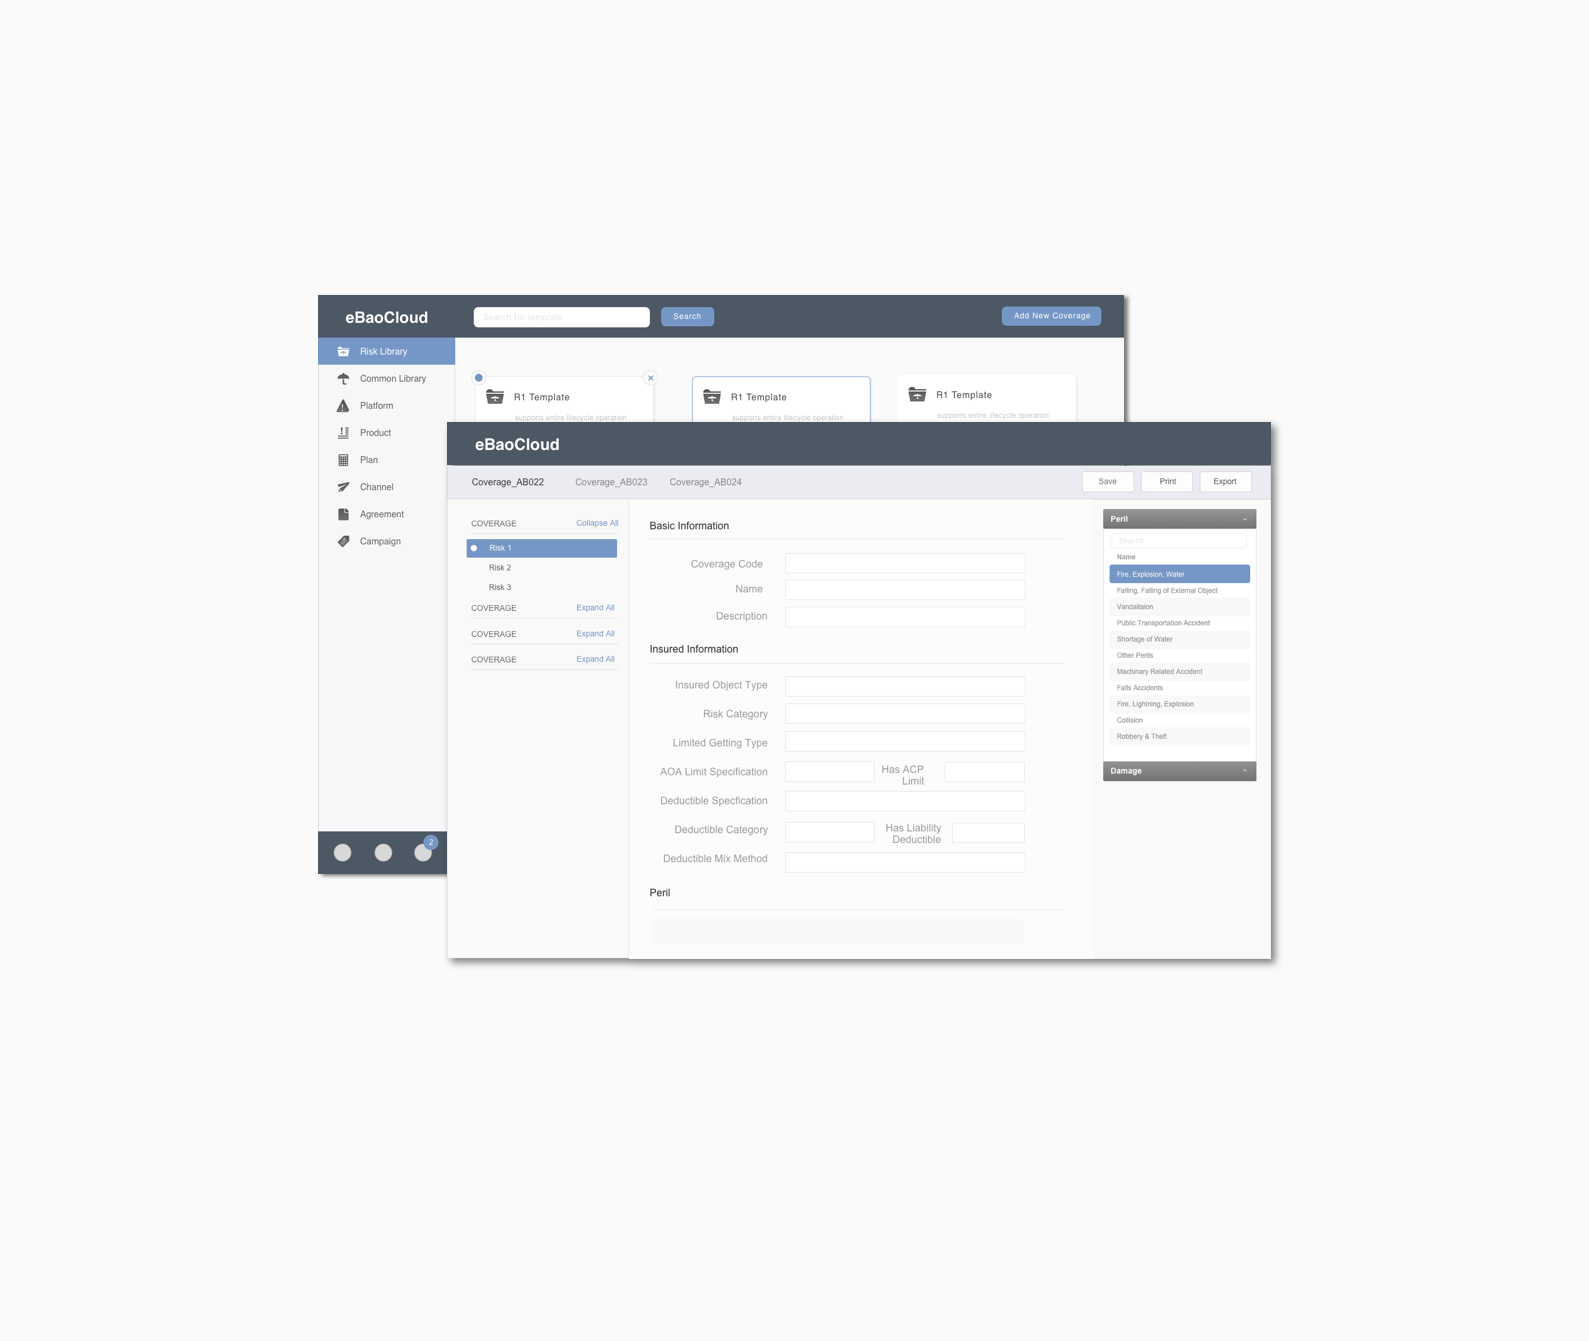 eBaoCloud
Search for template
Search
Add New Coverage
Risk Library
Common Library
Platform
Product
Plan
Channel
Agreement
Campaign
R1 Template
supports entire lifecycle operation
R1 Template
supports entire lifecycle operation
R1 Template
supports entire lifecycle operation
2
eBaoCloud
Coverage_AB022
Coverage_AB023
Coverage_AB024
Save
Print
Export
COVERAGE
Collapse All
Risk 1
Risk 2
Risk 3
COVERAGE
Expand All
COVERAGE
Expand All
COVERAGE
Expand All
Basic Information
Coverage Code
Name
Description
Insured Information
Insured Object Type
Risk Category
Limited Getting Type
AOA Limit Specification
Has ACP
Limit
Deductible Specfication
Deductible Category
Has Liability
Deductible
Deductible Mix Method
Peril
Peril
Search
Name
Fire, Explosion, Water
Falling, Falling of External Object
Vandaltaion
Public Transportation Accident
Shortage of Water
Other Perils
Machinary Related Accident
Falls Accidents
Fire, Lightning, Explosion
Collision
Robbery & Theft
Damage